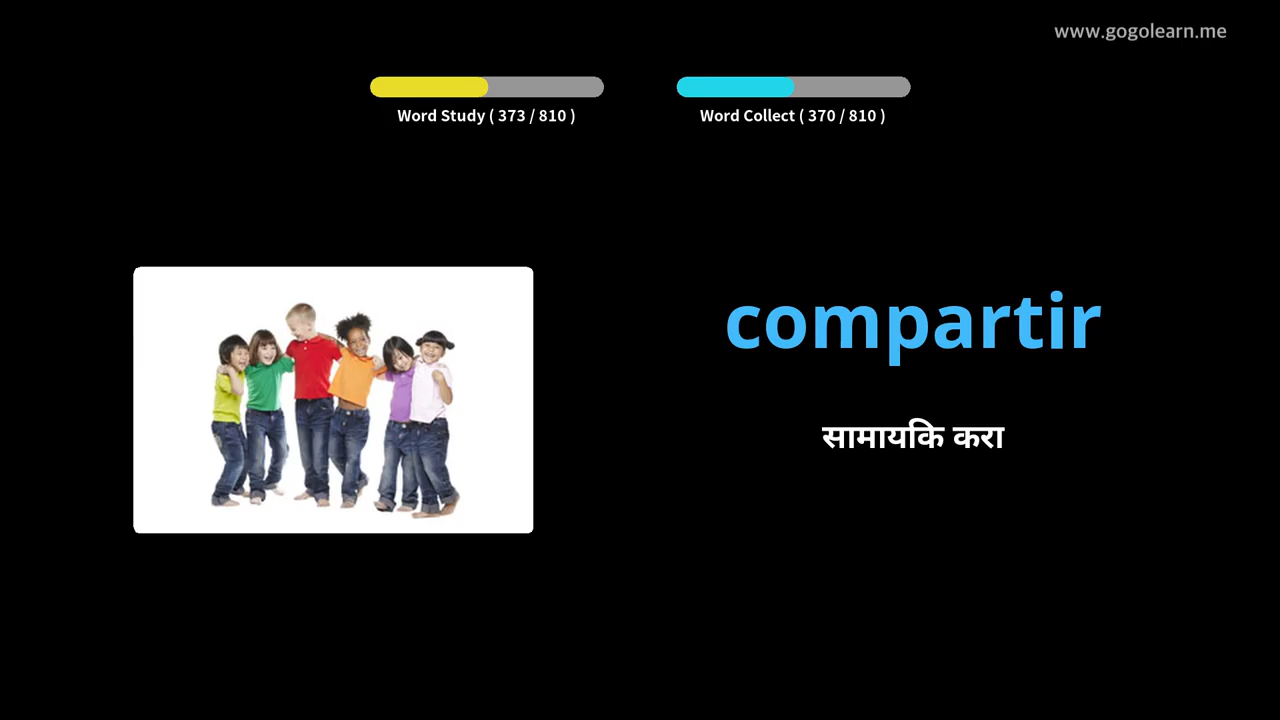 www.gogolearn.me
Word Study ( 373 / 810 )
Word Collect ( 370 / 810 )
compartir
सामायकि करा